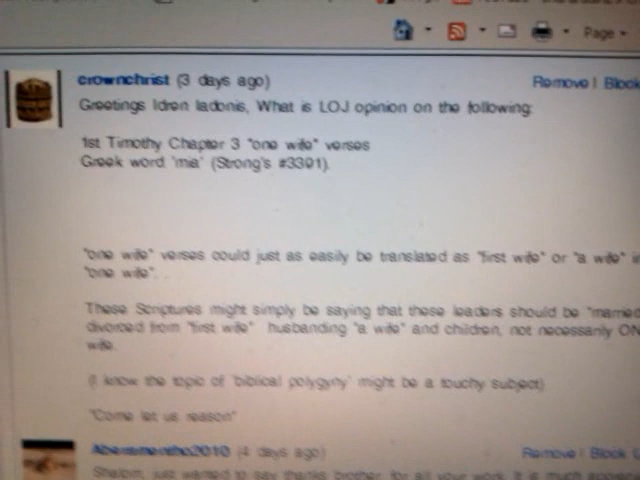 Page
crownchrist (3 days ago) Remove | Block
Greetings Idren Iadonis, What is LOJ opinion on the following:
1st Timothy Chapter 3 "one wife" verses
Greek word 'mia' (Strong's #3391).
"one wife" verses could just as easily be translated as "first wife" or "a wife" in
"one wife".
These Scriptures might simply be saying that these leaders should be "married
divorced from "first wife" husbanding "a wife" and children, not necessarily ON
wife.
(I know the topic of 'biblical polygyny' might be a touchy subject)
"Come let us reason"
(4 days ago) Remove | Block U
Shalom, just wanted to say thanks brother, for all your work. It is much